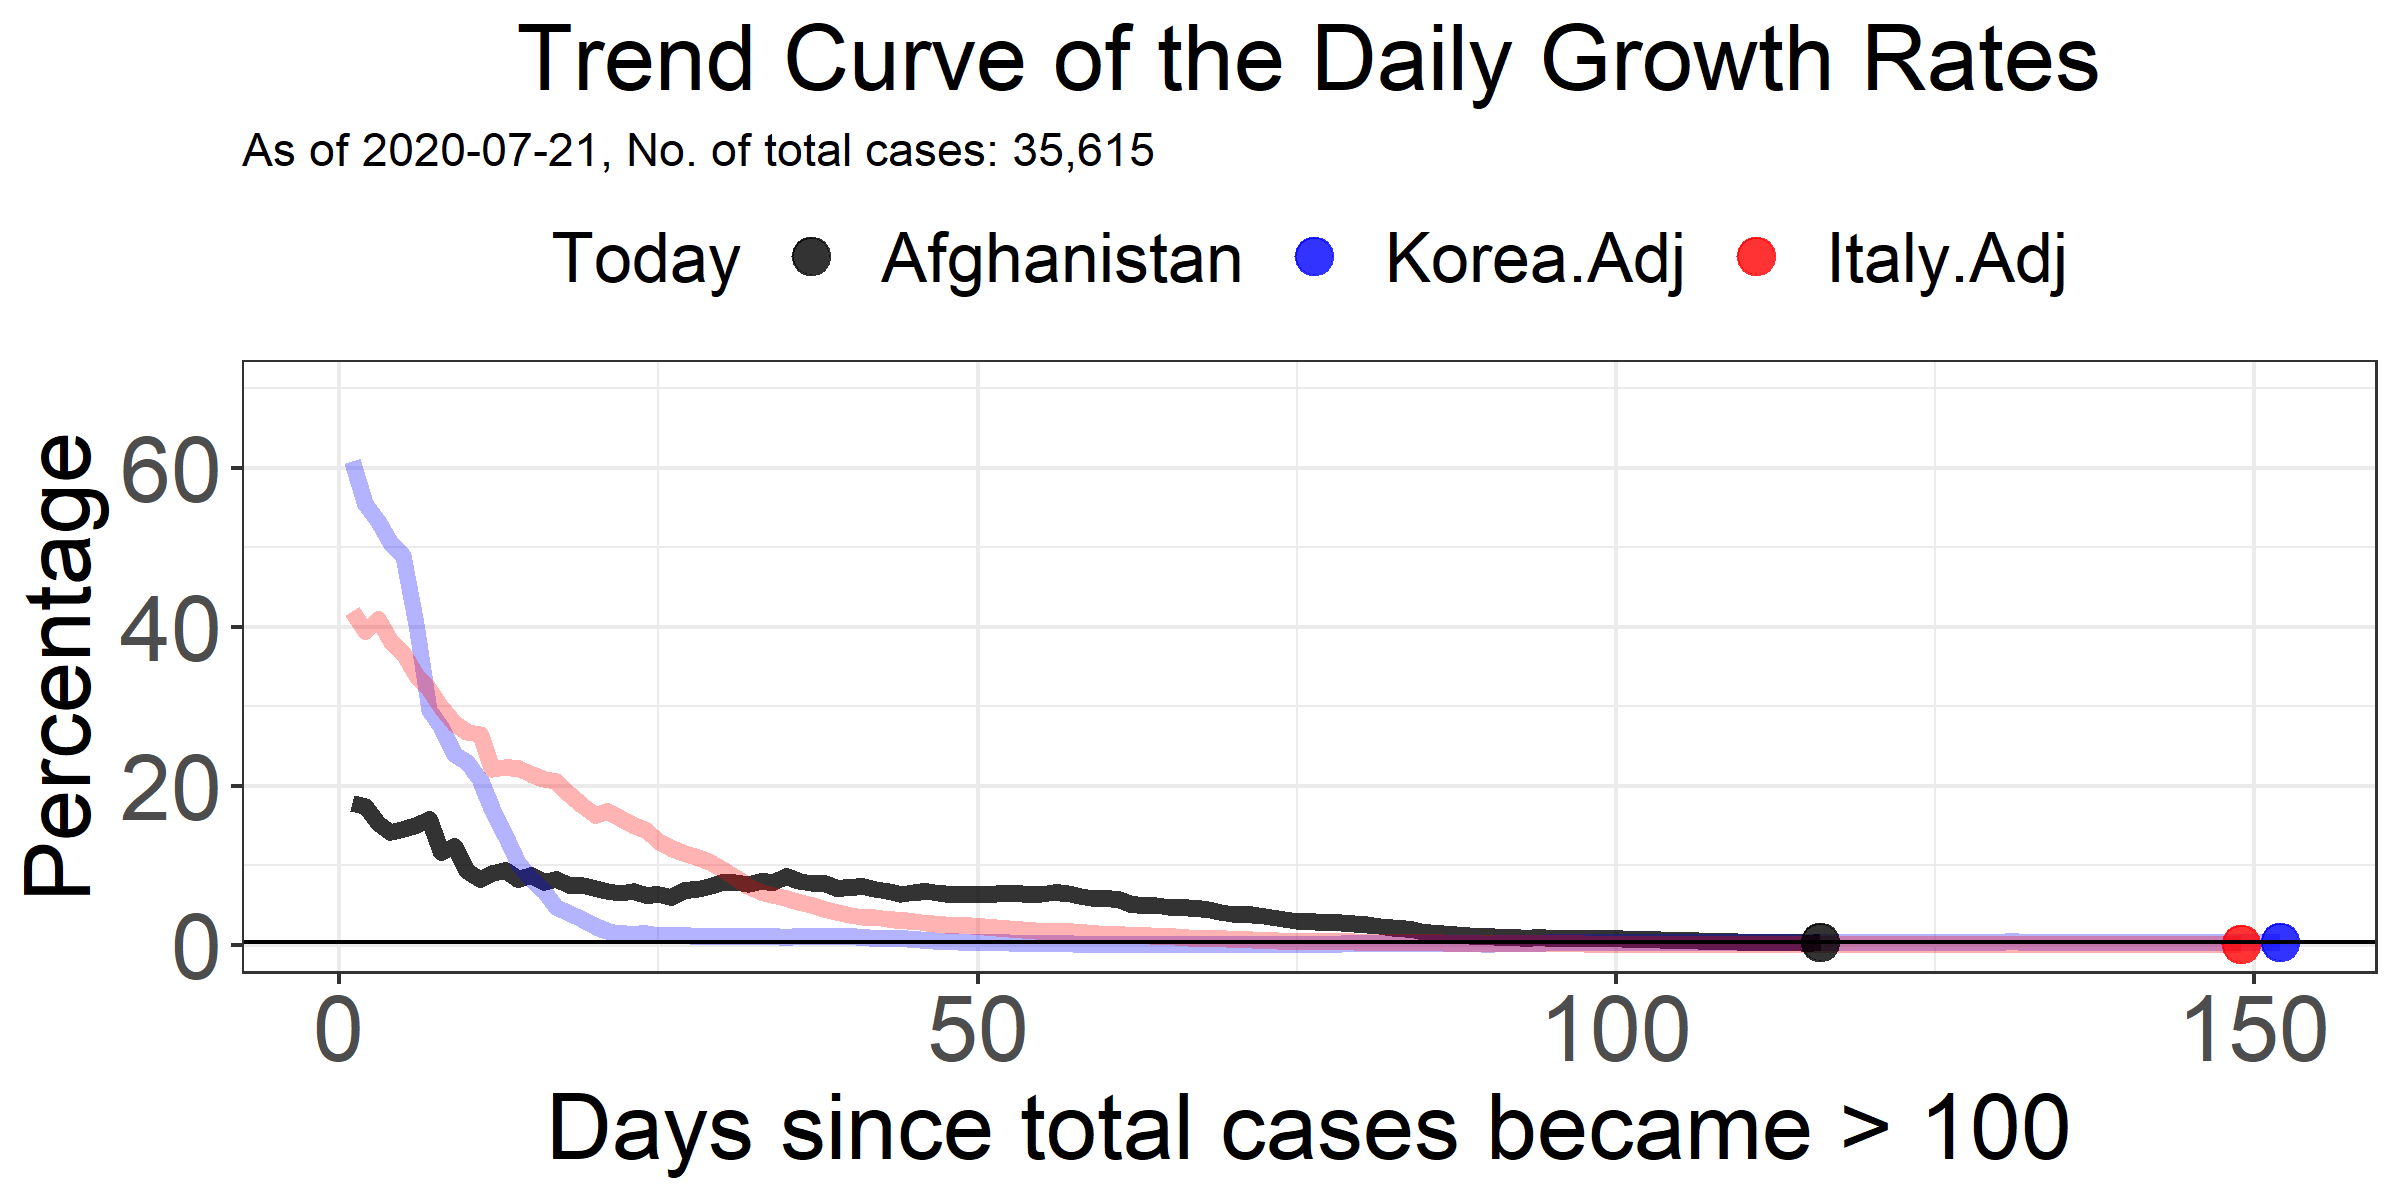 Trend Curve of the Daily Growth Rates
As of 2020-07-21, No. of total cases: 35,615
Today Afghanistan Korea.Adj Italy.Adj
Percentage
60
40
20
0
0 50 100 150
Days since total cases became > 100